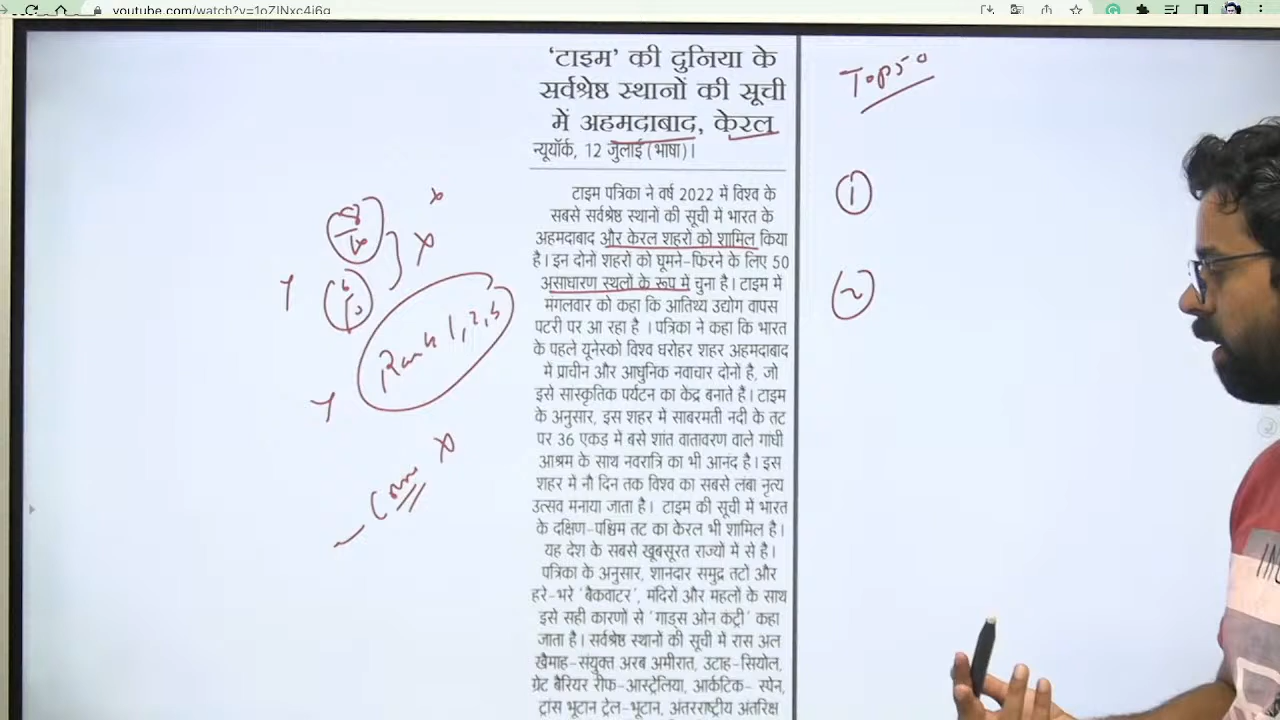 youtube.com/watch?v=1oZINxc4j6g
'टाइम' की दुनिया के
सर्वश्रेष्ठ स्थानों की सूची
में अहमदाबाद, केरल
न्यूयॉर्क, 12 जुलाई (भाषा)।
टाइम पत्रिका ने वर्ष 2022 में विश्व के
सबसे सर्वश्रेष्ठ स्थानों की सूची में भारत के
अहमदाबाद और केरल शहरों को शामिल किया
है। इन दोनों शहरों को घूमने-फिरने के लिए 50
असाधारण स्थलों के रूप में चुना है। टाइम में
मंगलवार को कहा कि आतिथ्य उद्योग वापस
पटरी पर आ रहा है । पत्रिका ने कहा कि भारत
के पहले यूनेस्को विश्व धरोहर शहर अहमदाबाद
में प्राचीन और आधुनिक नवाचार दोनों है, जो
इसे सांस्कृतिक पर्यटन का केंद्र बनाते हैं। टाइम
के अनुसार, इस शहर में साबरमती नदी के तट
पर 36 एकड में बसे शांत वातावरण वाले गांधी
आश्रम के साथ नवरात्रि का भी आनंद है। इस
शहर में नौ दिन तक विश्व का सबसे लंबा नृत्य
उत्सव मनाया जाता है। टाइम की सूची में भारत
के दक्षिण-पश्चिम तट का केरल भी शामिल है।
यह देश के सबसे खूबसूरत राज्यों में से है।
पत्रिका के अनुसार, शानदार समुद्र तटों और
हरे-भरे 'बैकवाटर', मंदिरों और महलों के साथ
इसे सही कारणों से 'गाड्स ओन कंट्री' कहा
जाता है। सर्वश्रेष्ठ स्थानों की सूची में रास अल
खैमाह-संयुक्त अरब अमीरात, उटाह-सियोल,
ग्रेट बैरियर रीफ-आस्ट्रेलिया, आर्कटिक- स्पेन,
ट्रांस भूटान ट्रेल-भूटान, अंतरराष्ट्रीय अंतरिक्ष
Top 50
1
2
Rank 1,2,3